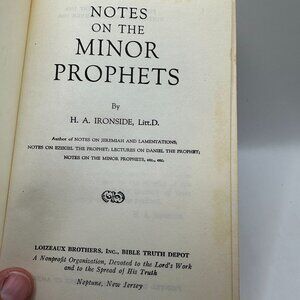 NOTES
ON THE
MINOR
PROPHETS
By
H. A. IRONSIDE, Litt.D.
Author of NOTES ON JEREMIAH AND LAMENTATIONS;
NOTES ON EZEKIEL THE PROPHET; LECTURES ON DANIEL THE PROPHET;
NOTES ON THE MINOR PROPHETS, etc., etc.
LOIZEAUX BROTHERS, Inc., BIBLE TRUTH DEPOT
A Nonprofit Organization, Devoted to the Lord's Work
and to the Spread of His Truth
Neptune, New Jersey